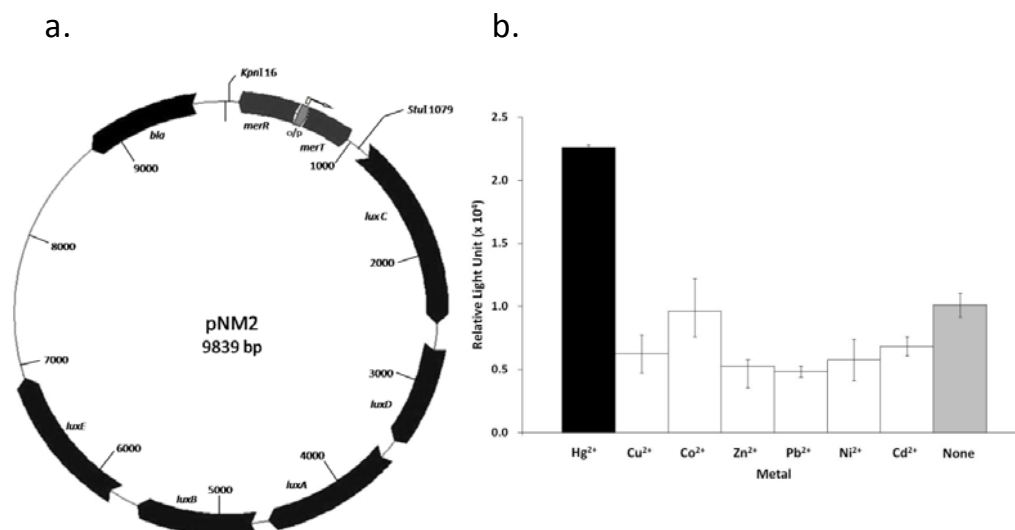 a.
KpnI 16
merR
o/p
merT
StuI 1079
1000
luxC
2000
3000
luxD
4000
luxA
5000
luxB
6000
luxE
7000
8000
9000
bla
pNM2
9839 bp
b.
Relative Light Unit (x 10⁴)
2.5
2.0
1.5
1.0
0.5
0.0
Hg²⁺ Cu²⁺ Co²⁺ Zn²⁺ Pb²⁺ Ni²⁺ Cd²⁺ None
Metal